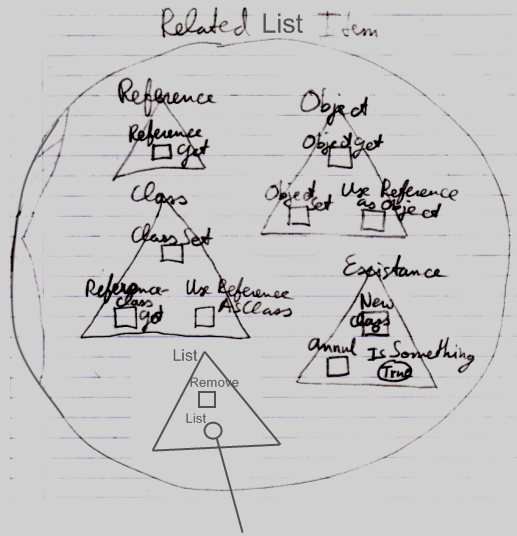 Related List Item
Reference
Reference
Get
Object
Object get
Object
Set
Use Reference
as Object
Class
Class Set
Reference-
class
got
Use Reference
As Class
Existance
New
class
annul
Is Something
True
List
Remove
List